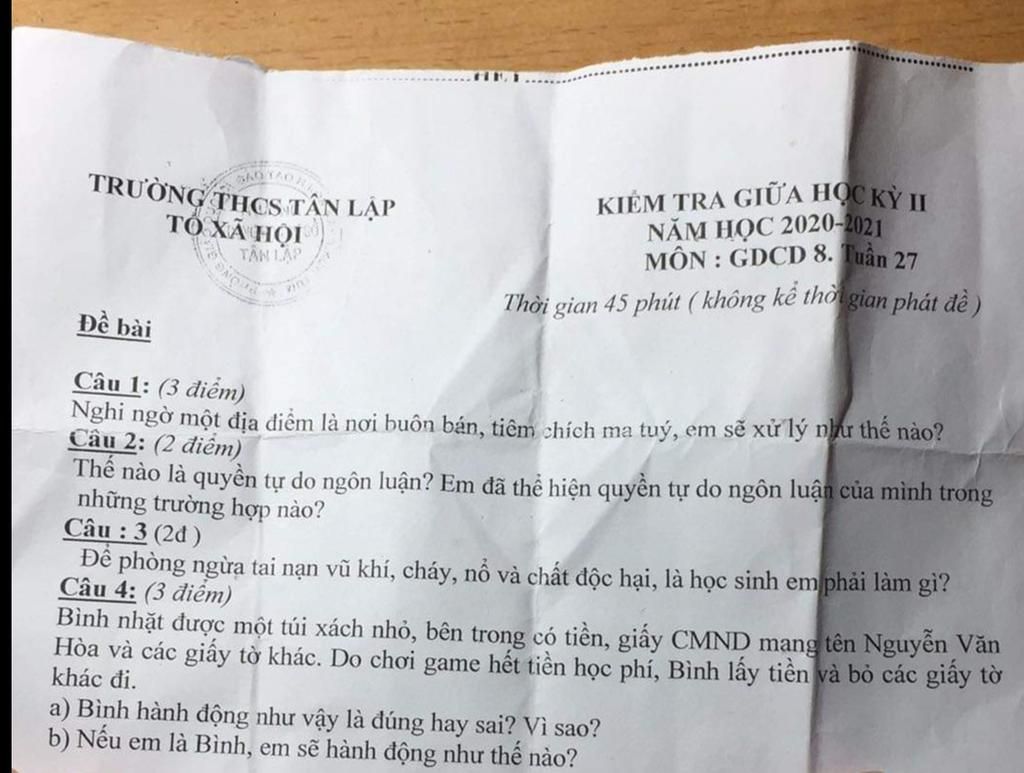 TRƯỜNG THCS TÂN LẬP
TỔ XÃ HỘI
TÂN LẬP
KIỂM TRA GIỮA HỌC KỲ II
NĂM HỌC 2020-2021
MÔN : GDCD 8. Tuần 27
Thời gian 45 phút ( không kể thời gian phát đề )
Đề bài
Câu 1: (3 điểm)
Nghi ngờ một địa điểm là nơi buôn bán, tiêm chích ma tuý, em sẽ xử lý như thế nào?
Câu 2: (2 điểm)
Thế nào là quyền tự do ngôn luận? Em đã thể hiện quyền tự do ngôn luận của mình trong
những trường hợp nào?
Câu : 3 (2đ )
Để phòng ngừa tai nạn vũ khí, cháy, nổ và chất độc hại, là học sinh em phải làm gì?
Câu 4: (3 điểm)
Bình nhặt được một túi xách nhỏ, bên trong có tiền, giấy CMND mang tên Nguyễn Văn
Hòa và các giấy tờ khác. Do chơi game hết tiền học phí, Bình lấy tiền và bỏ các giấy tờ
khác đi.
a) Bình hành động như vậy là đúng hay sai? Vì sao?
b) Nếu em là Bình, em sẽ hành động như thế nào?